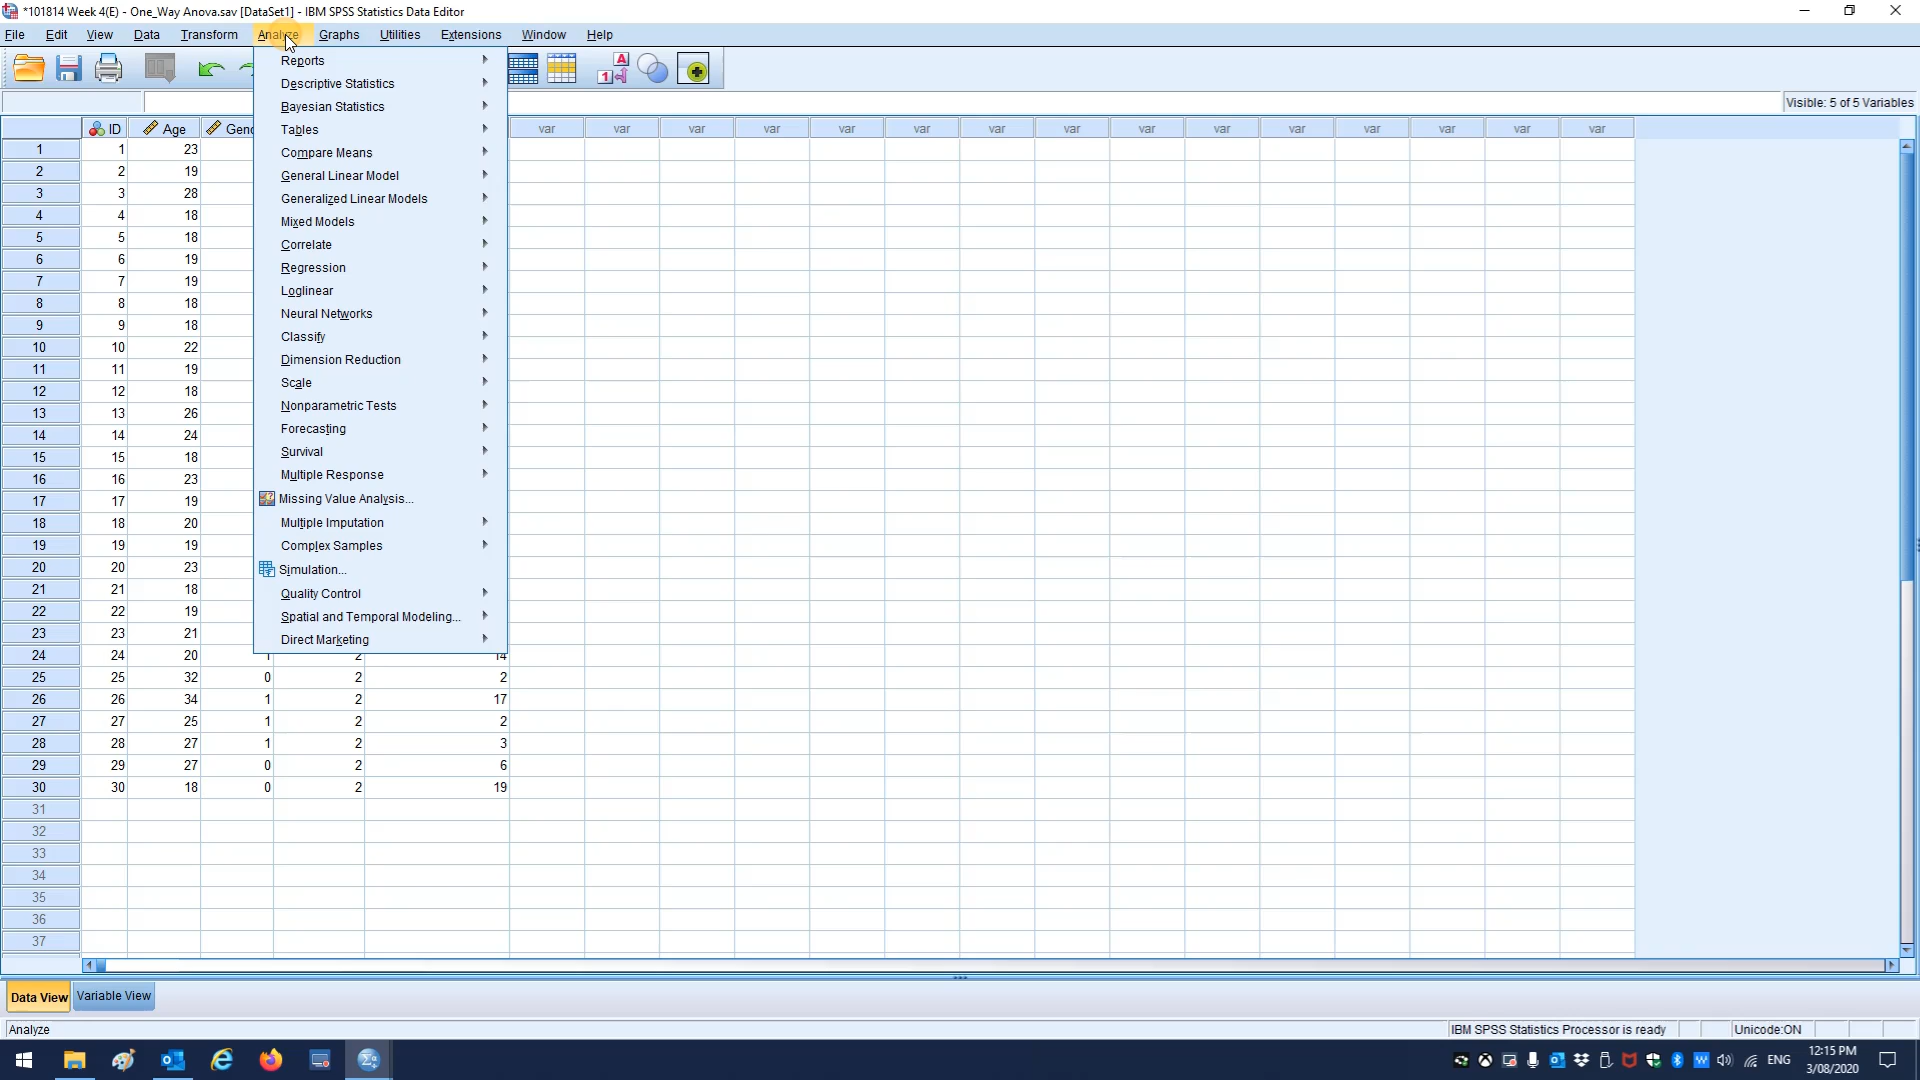 *101814 Week 4(E) - One_Way Anova.sav [DataSet1] - IBM SPSS Statistics Data Editor
File Edit View Data Transform Analyze Graphs Utilities Extensions Window Help
Visible: 5 of 5 Variables
ID Age Gend var var var var var var var var var var var var var var var
Reports
Descriptive Statistics
Bayesian Statistics
Tables
Compare Means
General Linear Model
Generalized Linear Models
Mixed Models
Correlate
Regression
Loglinear
Neural Networks
Classify
Dimension Reduction
Scale
Nonparametric Tests
Forecasting
Survival
Multiple Response
Missing Value Analysis...
Multiple Imputation
Complex Samples
Simulation...
Quality Control
Spatial and Temporal Modeling...
Direct Marketing
1 1 23
2 2 19
3 3 28
4 4 18
5 5 18
6 6 19
7 7 19
8 8 18
9 9 18
10 10 22
11 11 19
12 12 18
13 13 26
14 14 24
15 15 18
16 16 23
17 17 19
18 18 20
19 19 19
20 20 23
21 21 18
22 22 19
23 23 21
24 24 20 1 2 14
25 25 32 0 2 2
26 26 34 1 2 17
27 27 25 1 2 2
28 28 27 1 2 3
29 29 27 0 2 6
30 30 18 0 2 19
31
32
33
34
35
36
37
Data View Variable View
Analyze IBM SPSS Statistics Processor is ready Unicode:ON
ENG 12:15 PM
3/08/2020